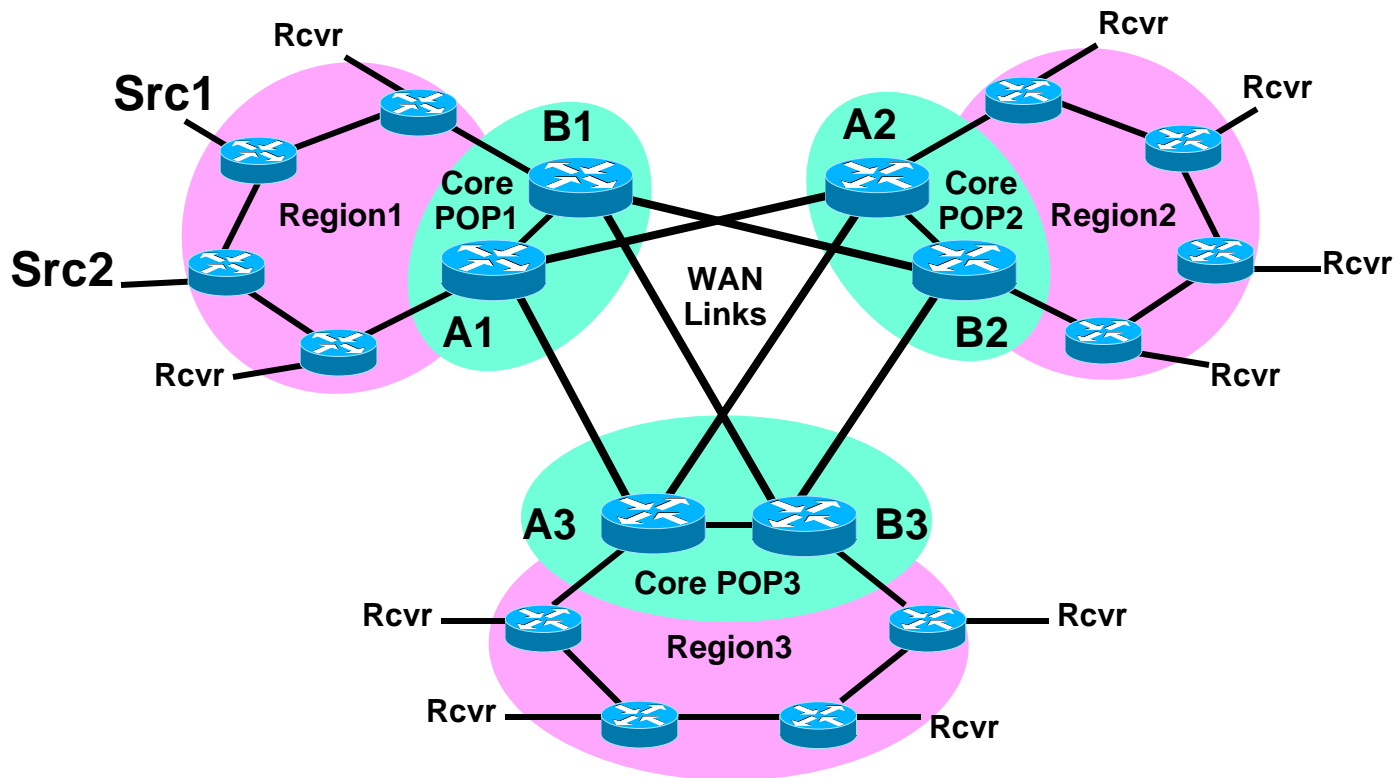 Rcvr
Src1
B1
Core
POP1
Region1
Src2
A1
Rcvr
Rcvr
A2
Rcvr
Core
POP2
Region2
Rcvr
B2
Rcvr
WAN
Links
A3
B3
Core POP3
Rcvr
Rcvr
Region3
Rcvr
Rcvr